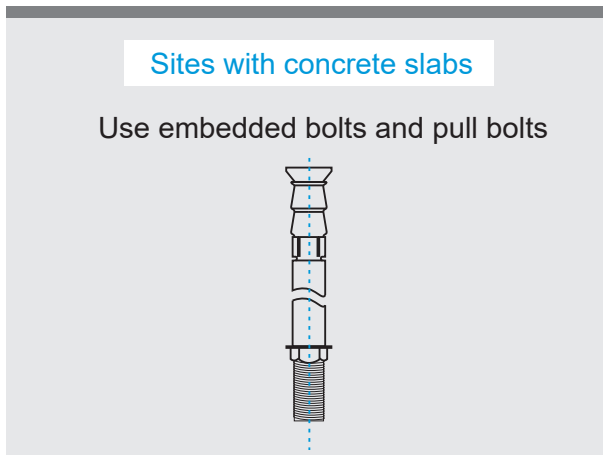 Sites with concrete slabs
Use embedded bolts and pull bolts